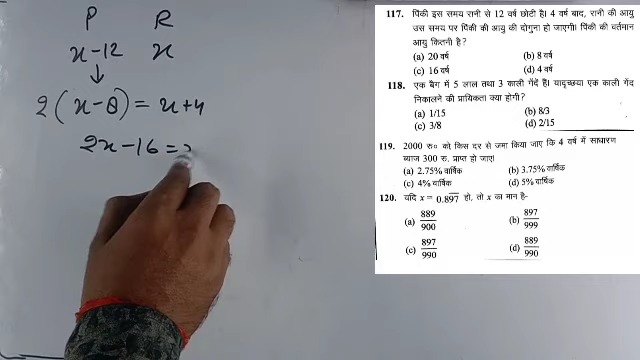 P R
x-12 x
↓
2(x-8)=x+4
2x-16=
117. पिंकी इस समय रानी से 12 वर्ष छोटी है। 4 वर्ष बाद, रानी की आयु
उस समय पर पिंकी की आयु की दोगुना हो जाएगी। पिंकी की वर्तमान
आयु कितनी है?
(a) 20 वर्ष (b) 8 वर्ष
(c) 16 वर्ष (d) 4 वर्ष
118. एक बैग में 5 लाल तथा 3 काली गेंदें हैं। यादृच्छया एक काली गेंद
निकालने की प्रायिकता क्या होगी?
(a) 1/15 (b) 8/3
(c) 3/8 (d) 2/15
119. 2000 रु० को किस दर से जमा किया जाए कि 4 वर्ष में साधारण
ब्याज 300 रु. प्राप्त हो जाए।
(a) 2.75% वार्षिक (b) 3.75% वार्षिक
(c) 4% वार्षिक (d) 5% वार्षिक
120. यदि x = 0.89̅7̅ हो, तो x का मान है-
(a) 889/900 (b) 897/999
(c) 897/990 (d) 889/990